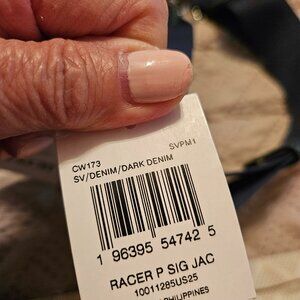 CW173
SVPM1
SV/DENIM/DARK DENIM
1 96395 54742 5
RACER P SIG JAC
10011285US25
PHILIPPINES